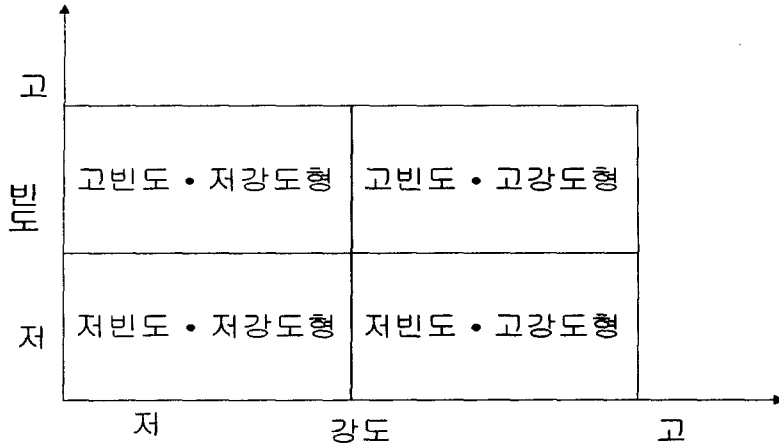 고
고빈도 • 저강도형 고빈도 • 고강도형
빈도
저빈도 • 저강도형 저빈도 • 고강도형
저
저 강도 고